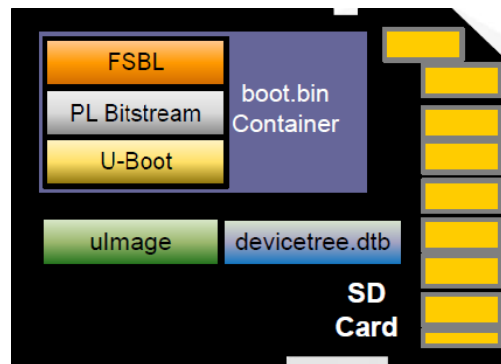 FSBL
PL Bitstream
U-Boot
boot.bin
Container
uImage
devicetree.dtb
SD
Card